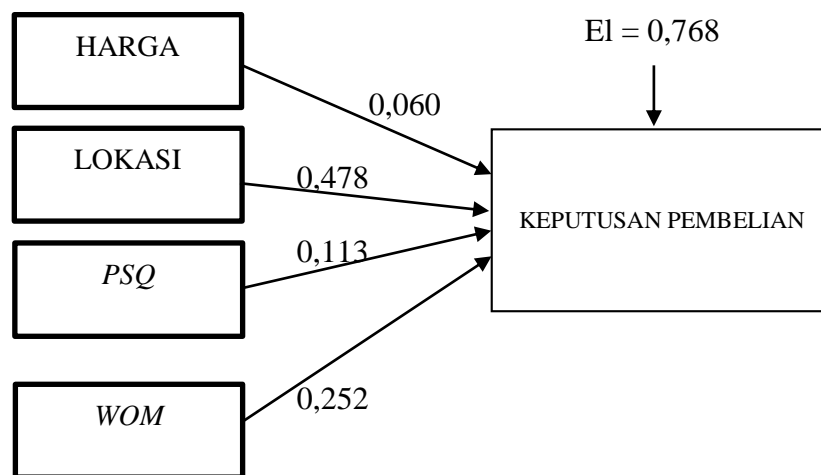 HARGA
El = 0,768
0,060
LOKASI
0,478
KEPUTUSAN PEMBELIAN
PSQ
0,113
WOM
0,252